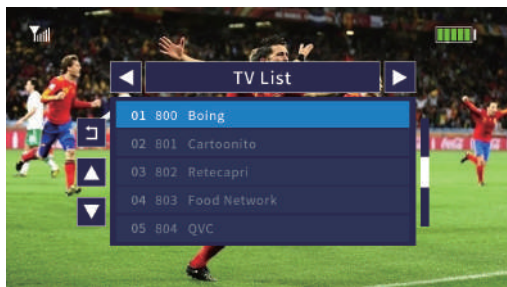 TV List
01 800 Boing
02 801 Cartoonito
03 802 Retecapri
04 803 Food Network
05 804 QVC